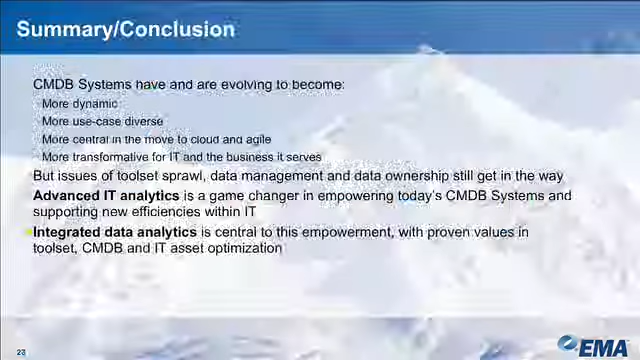 Summary/Conclusion
CMDB Systems have and are evolving to become:
More dynamic
More use-case diverse
More central in the move to cloud and agile
More transformative for IT and the business it serves
But issues of toolset sprawl, data management and data ownership still get in the way
Advanced IT analytics is a game changer in empowering today's CMDB Systems and
supporting new efficiencies within IT
Integrated data analytics is central to this empowerment, with proven values in
toolset, CMDB and IT asset optimization
23
EMA